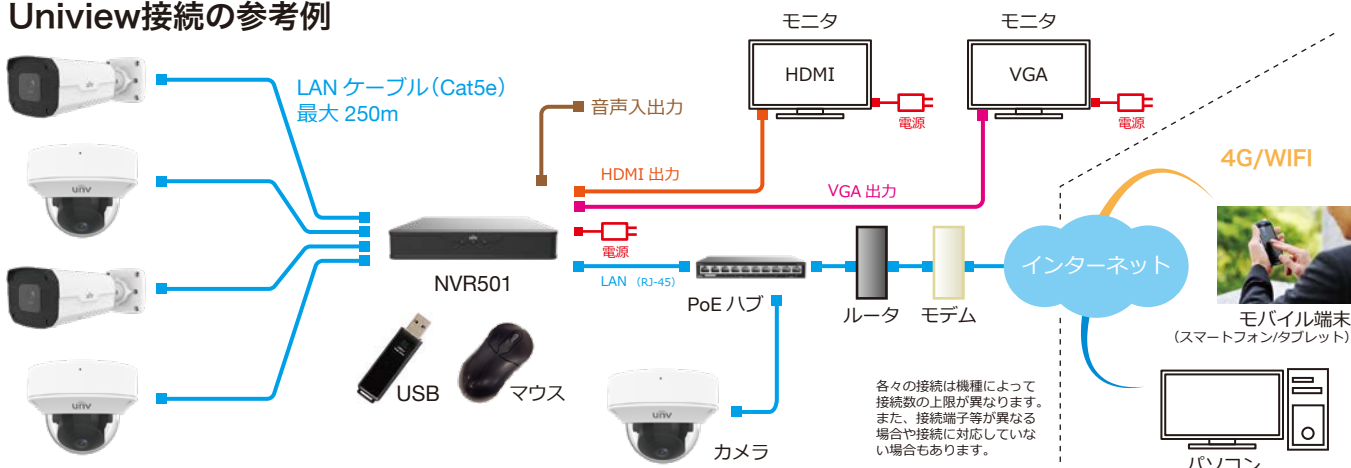 Uniview接続の参考例
モニタ
モニタ
HDMI
VGA
LAN ケーブル(Cat5e)
最大 250m
音声入出力
電源
電源
4G/WIFI
HDMI 出力
VGA 出力
unv
電源
インターネット
LAN (RJ-45)
NVR501
PoE ハブ
ルータ
モデム
モバイル端末
(スマートフォン/タブレット)
USB
マウス
各々の接続は機種によって
接続数の上限が異なります。
また、接続端子等が異なる
場合や接続に対応していな
い場合もあります。
unv
unv
カメラ
パソコン